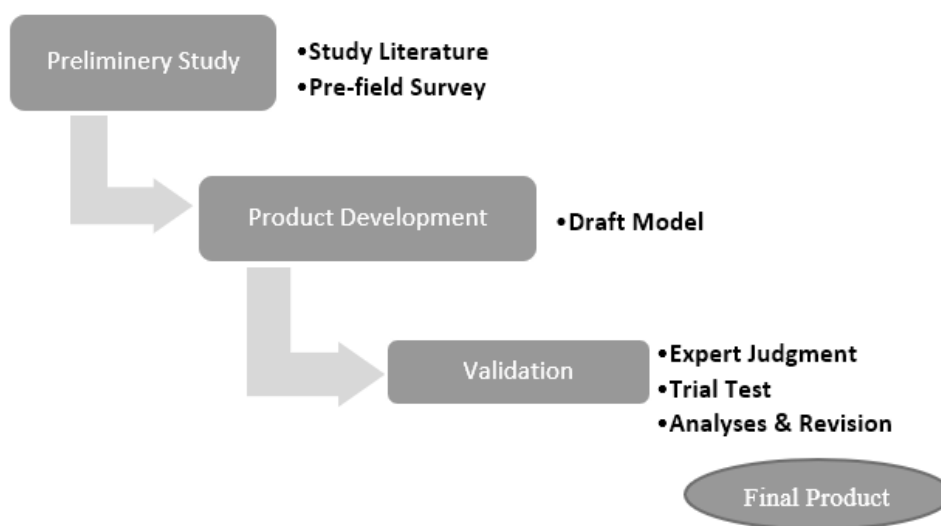 Preliminery Study
•Study Literature
•Pre-field Survey
Product Development
•Draft Model
Validation
•Expert Judgment
•Trial Test
•Analyses & Revision
Final Product